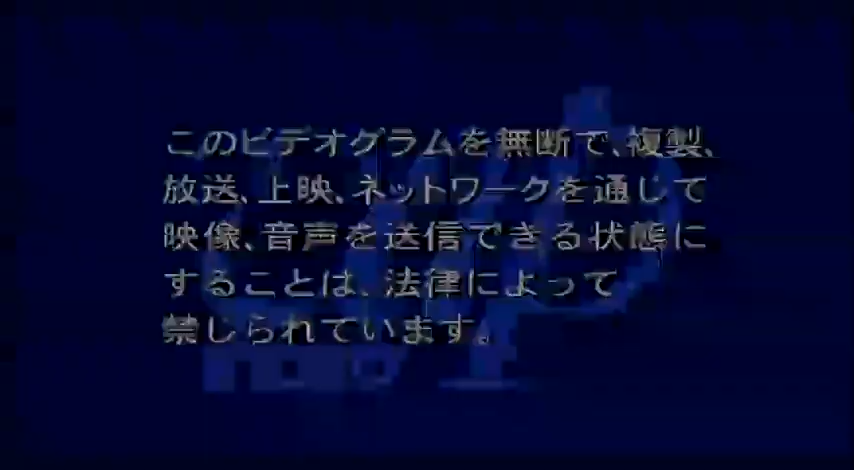 このビデオグラムを無断で、複製、
放送、上映、ネットワークを通じて
映像、音声を送信できる状態に
することは、法律によって
禁じられています。